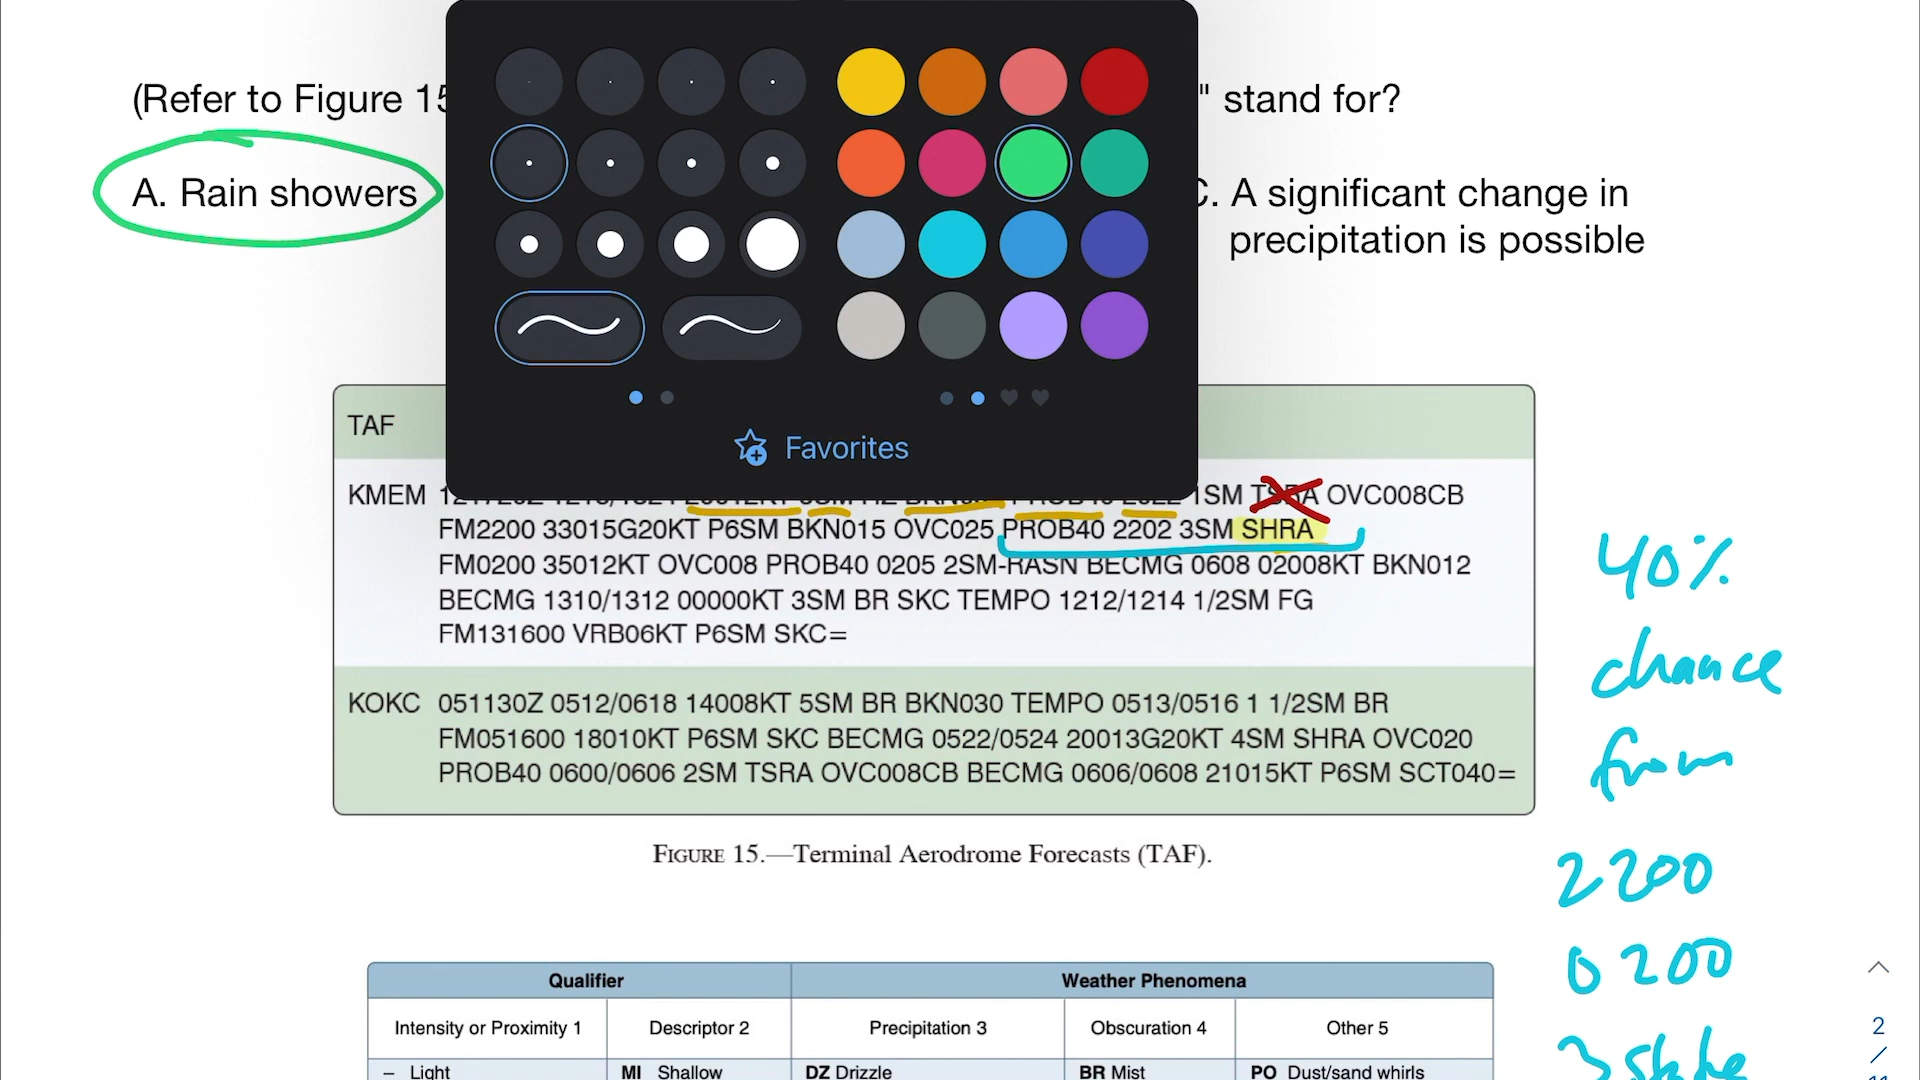 (Refer to Figure 15 " stand for?
A. Rain showers
C. A significant change in
precipitation is possible
Favorites
TAF
KMEM 1SM TSRA OVC008CB
FM2200 33015G20KT P6SM BKN015 OVC025 PROB40 2202 3SM SHRA
FM0200 35012KT OVC008 PROB40 0205 2SM-RASN BECMG 0608 02008KT BKN012
BECMG 1310/1312 00000KT 3SM BR SKC TEMPO 1212/1214 1/2SM FG
FM131600 VRB06KT P6SM SKC=
KOKC 051130Z 0512/0618 14008KT 5SM BR BKN030 TEMPO 0513/0516 1 1/2SM BR
FM051600 18010KT P6SM SKC BECMG 0522/0524 20013G20KT 4SM SHRA OVC020
PROB40 0600/0606 2SM TSRA OVC008CB BECMG 0606/0608 21015KT P6SM SCT040=
FIGURE 15.—Terminal Aerodrome Forecasts (TAF).
40%
chance
from
2200
0200
3
Qualifier Weather Phenomena
Intensity or Proximity 1 Descriptor 2 Precipitation 3 Obscuration 4 Other 5
– Light MI Shallow DZ Drizzle BR Mist PO Dust/sand whirls
2
/